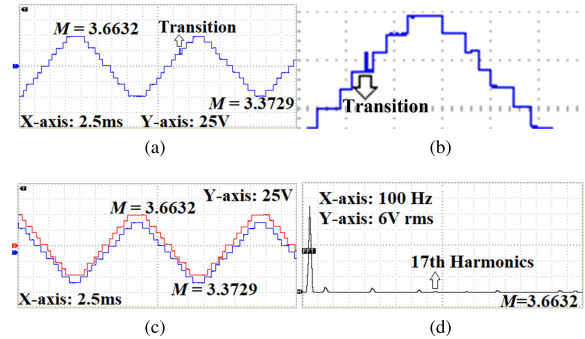 M = 3.6632
Transition
M = 3.3729
X-axis: 2.5ms
Y-axis: 25V
Transition
(a)
(b)
Y-axis: 25V
M = 3.6632
M = 3.3729
X-axis: 2.5ms
X-axis: 100 Hz
Y-axis: 6V rms
17th Harmonics
M=3.6632
(c)
(d)